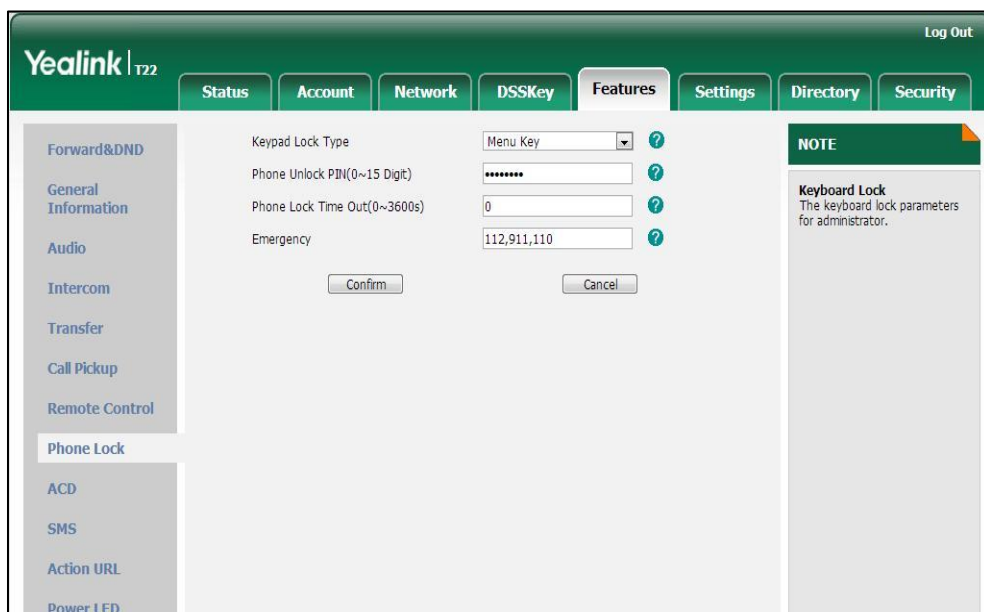 Log Out
Yealink | T22
Status Account Network DSSKey Features Settings Directory Security
Forward&DND
General
Information
Audio
Intercom
Transfer
Call Pickup
Remote Control
Phone Lock
ACD
SMS
Action URL
Power LED
Keypad Lock Type Menu Key ?
Phone Unlock PIN(0~15 Digit) •••••••• ?
Phone Lock Time Out(0~3600s) 0 ?
Emergency 112,911,110 ?
Confirm Cancel
NOTE
Keyboard Lock
The keyboard lock parameters
for administrator.